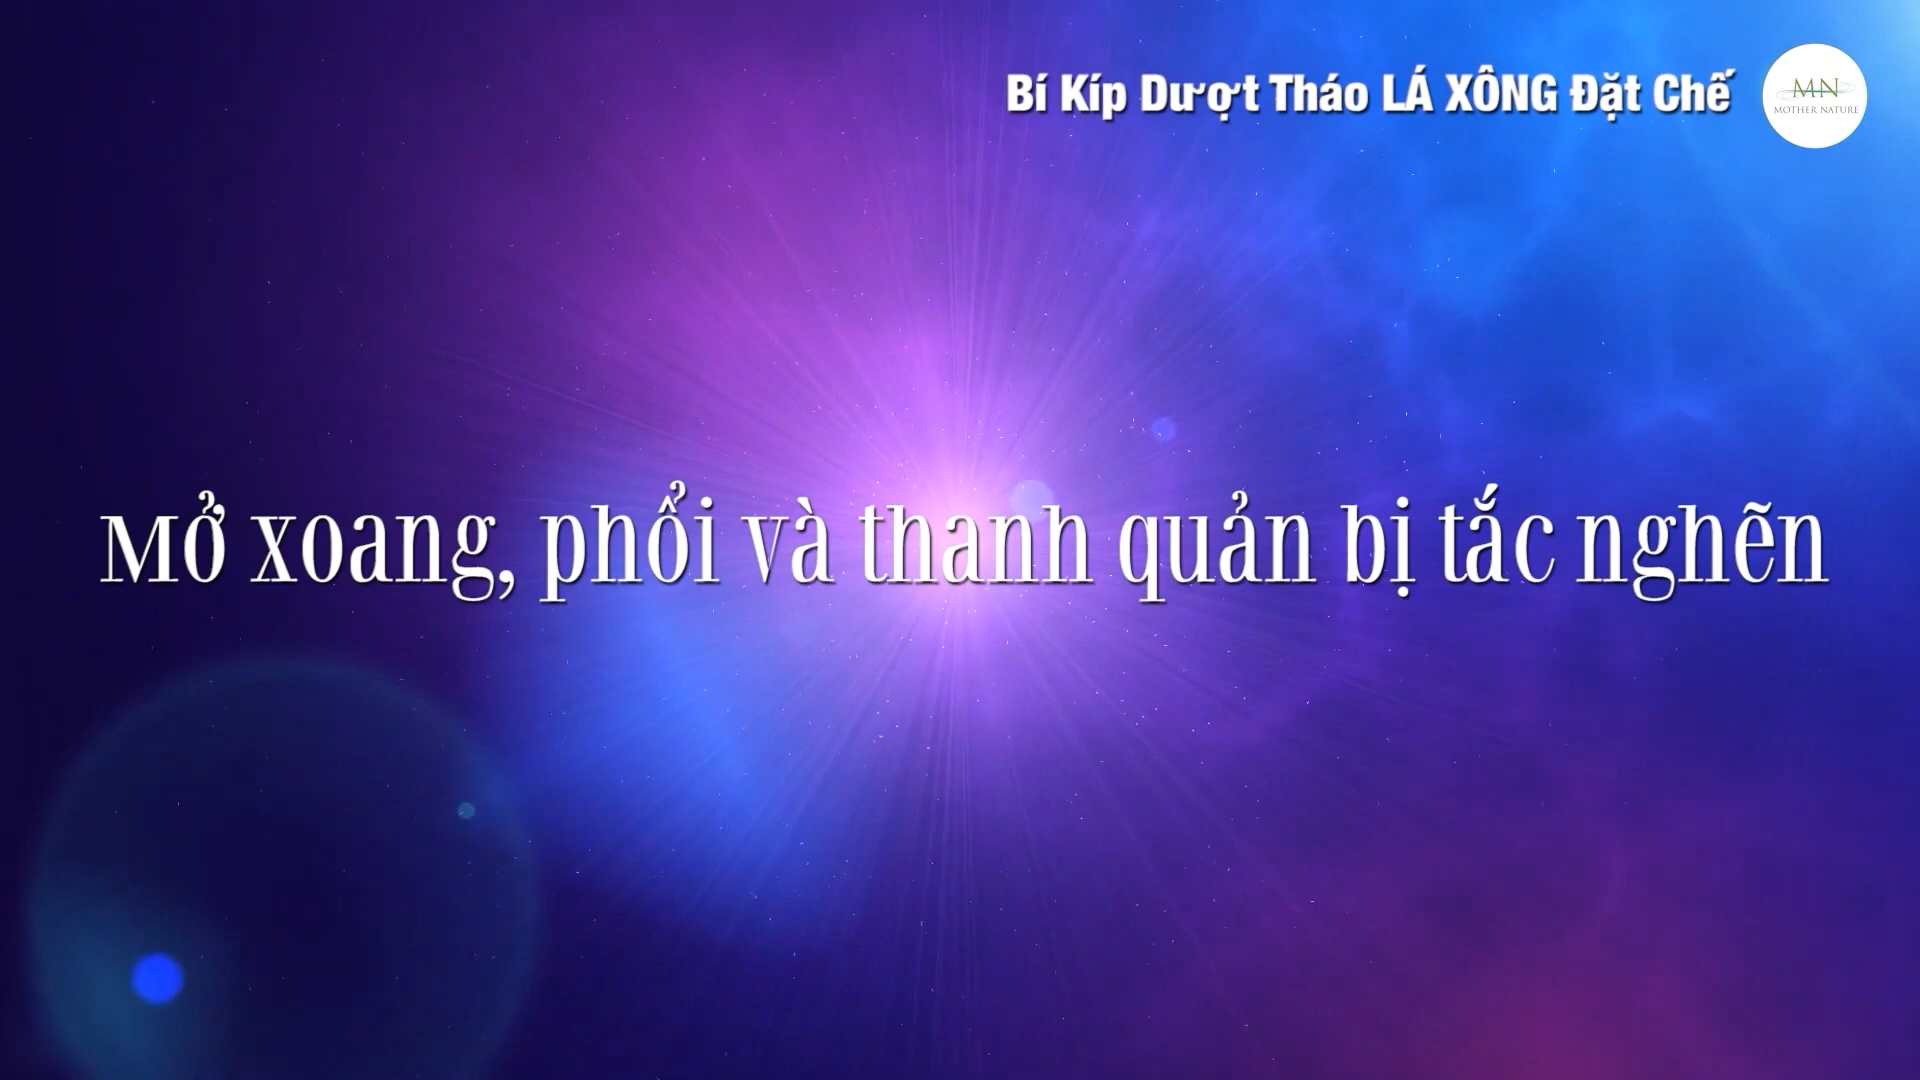 Bí Kíp Dượt Tháo LÁ XÔNG Đặt Chế
MN
MOTHER NATURE
Mở xoang, phổi và thanh quản bị tắc nghẽn